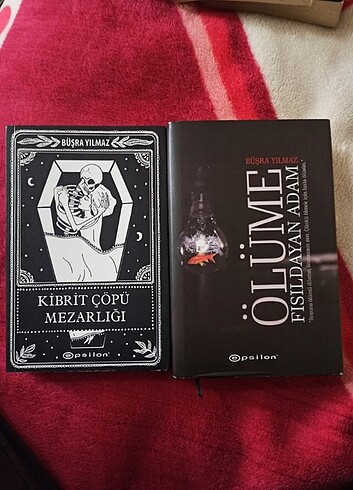 BÜŞRA YILMAZ
KİBRİT ÇÖPÜ
MEZARLIĞI
epsilon
BÜŞRA YILMAZ
ÖLÜME
FISILDAYAN ADAM
epsilon